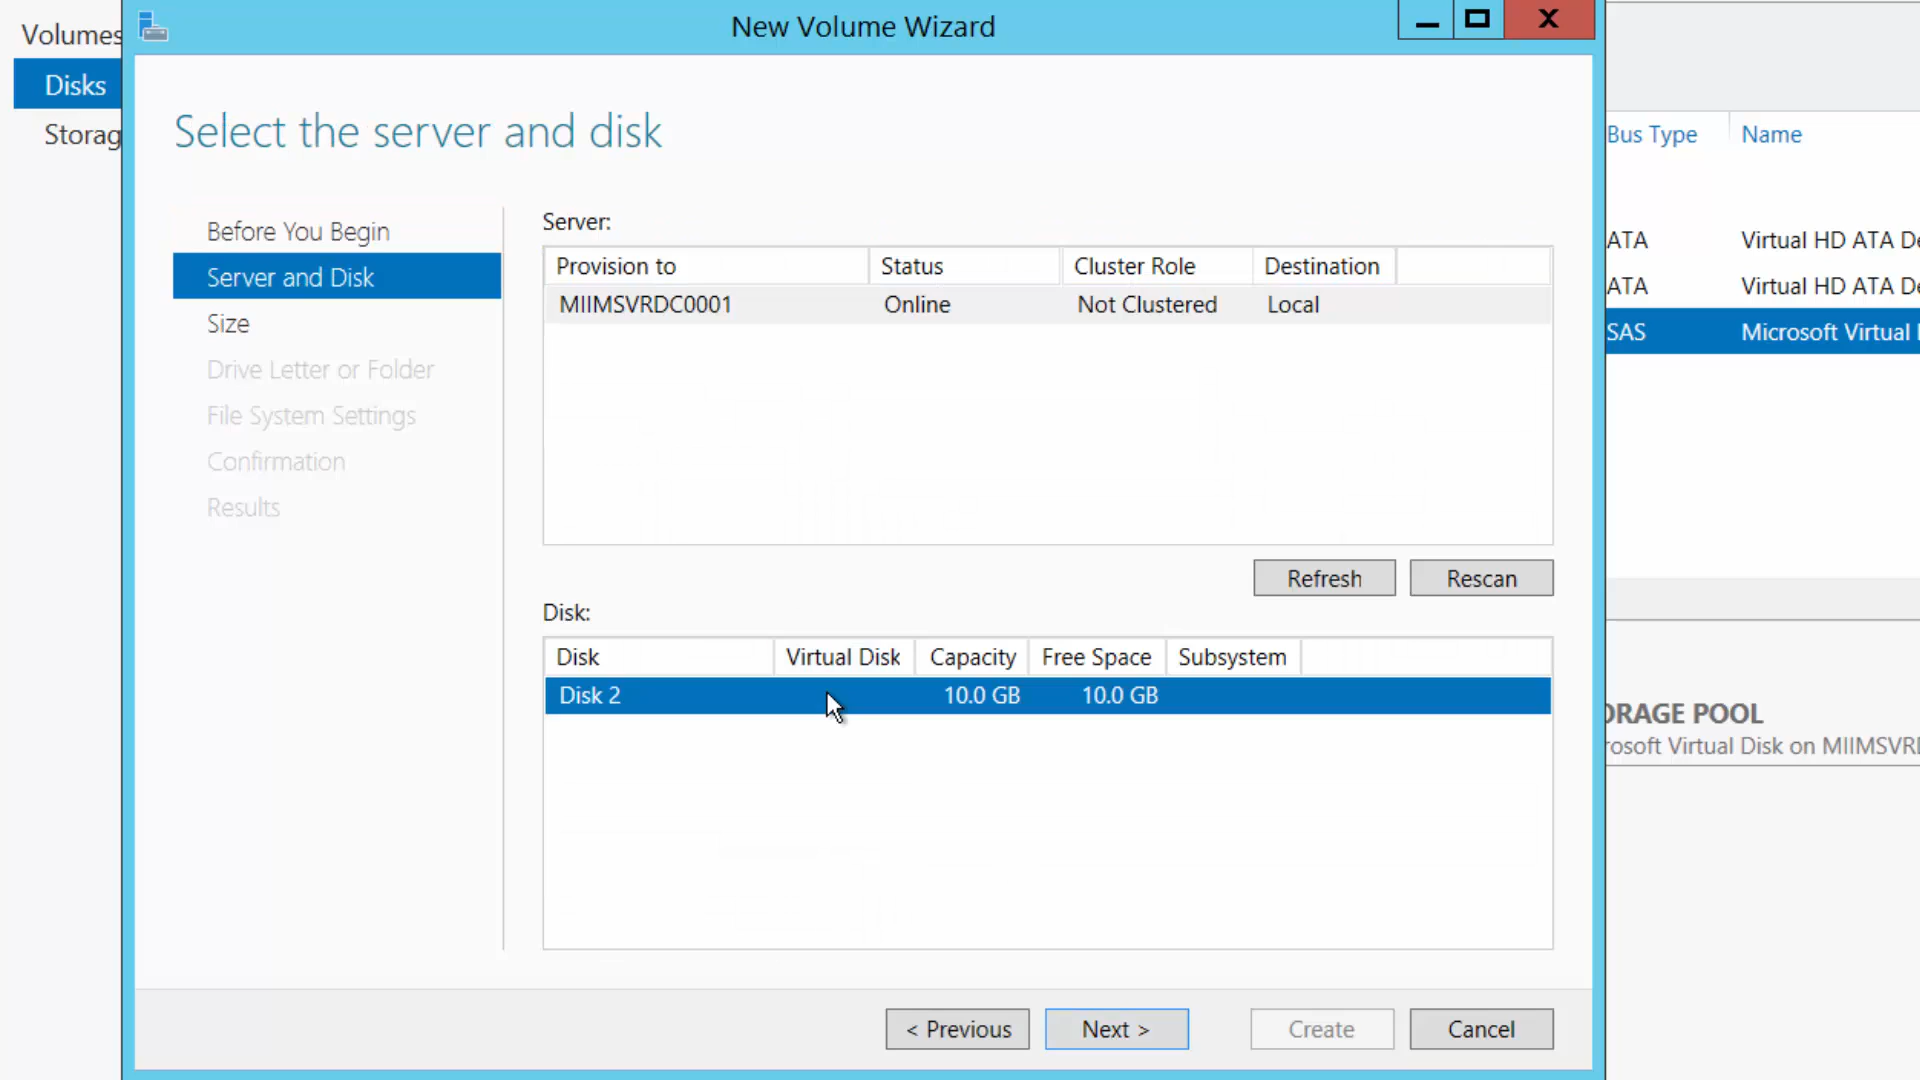 New Volume Wizard
Volumes
Disks
Storag
Select the server and disk
Before You Begin
Server and Disk
Size
Drive Letter or Folder
File System Settings
Confirmation
Results
Server:
Provision to Status Cluster Role Destination
MIIMSVRDC0001 Online Not Clustered Local
Refresh Rescan
Disk:
Disk Virtual Disk Capacity Free Space Subsystem
Disk 2 10.0 GB 10.0 GB
< Previous Next > Create Cancel
Bus Type Name
ATA Virtual HD ATA De
ATA Virtual HD ATA De
SAS Microsoft Virtual
ORAGE POOL
rosoft Virtual Disk on MIIMSVRD